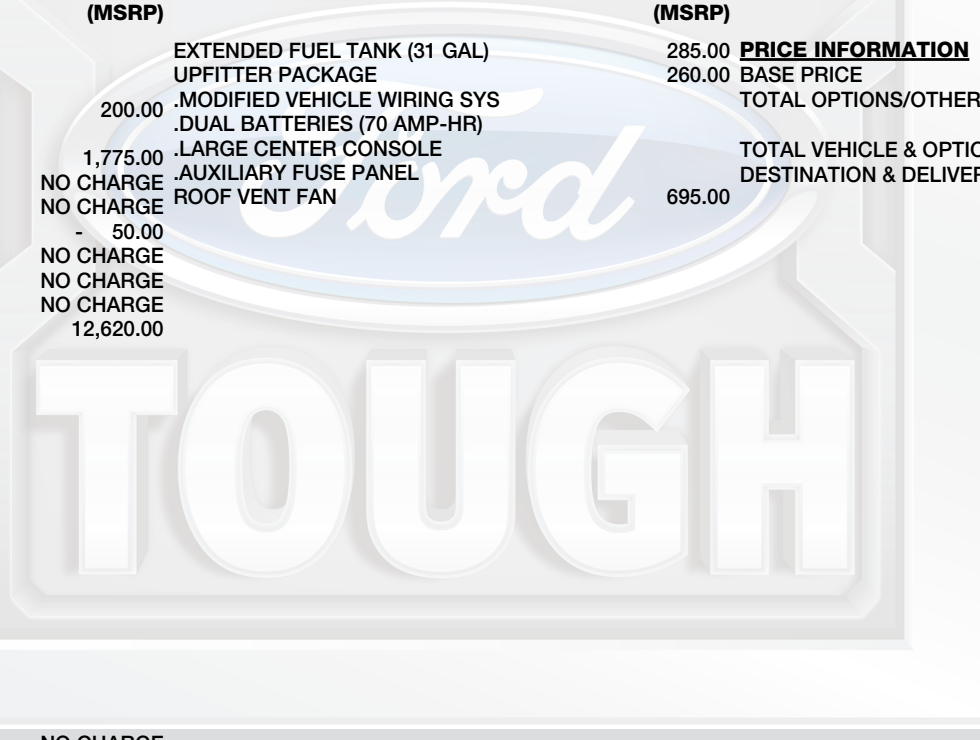 (MSRP)
200.00
1,775.00
NO CHARGE
NO CHARGE
- 50.00
NO CHARGE
NO CHARGE
NO CHARGE
12,620.00
EXTENDED FUEL TANK (31 GAL)
UPFITTER PACKAGE
.MODIFIED VEHICLE WIRING SYS
.DUAL BATTERIES (70 AMP-HR)
.LARGE CENTER CONSOLE
.AUXILIARY FUSE PANEL
ROOF VENT FAN
(MSRP)
285.00
260.00
695.00
PRICE INFORMATION
BASE PRICE
TOTAL OPTIONS/OTHER
TOTAL VEHICLE & OPTIO
DESTINATION & DELIVER
Ford
TOUGH
NO CHARGE